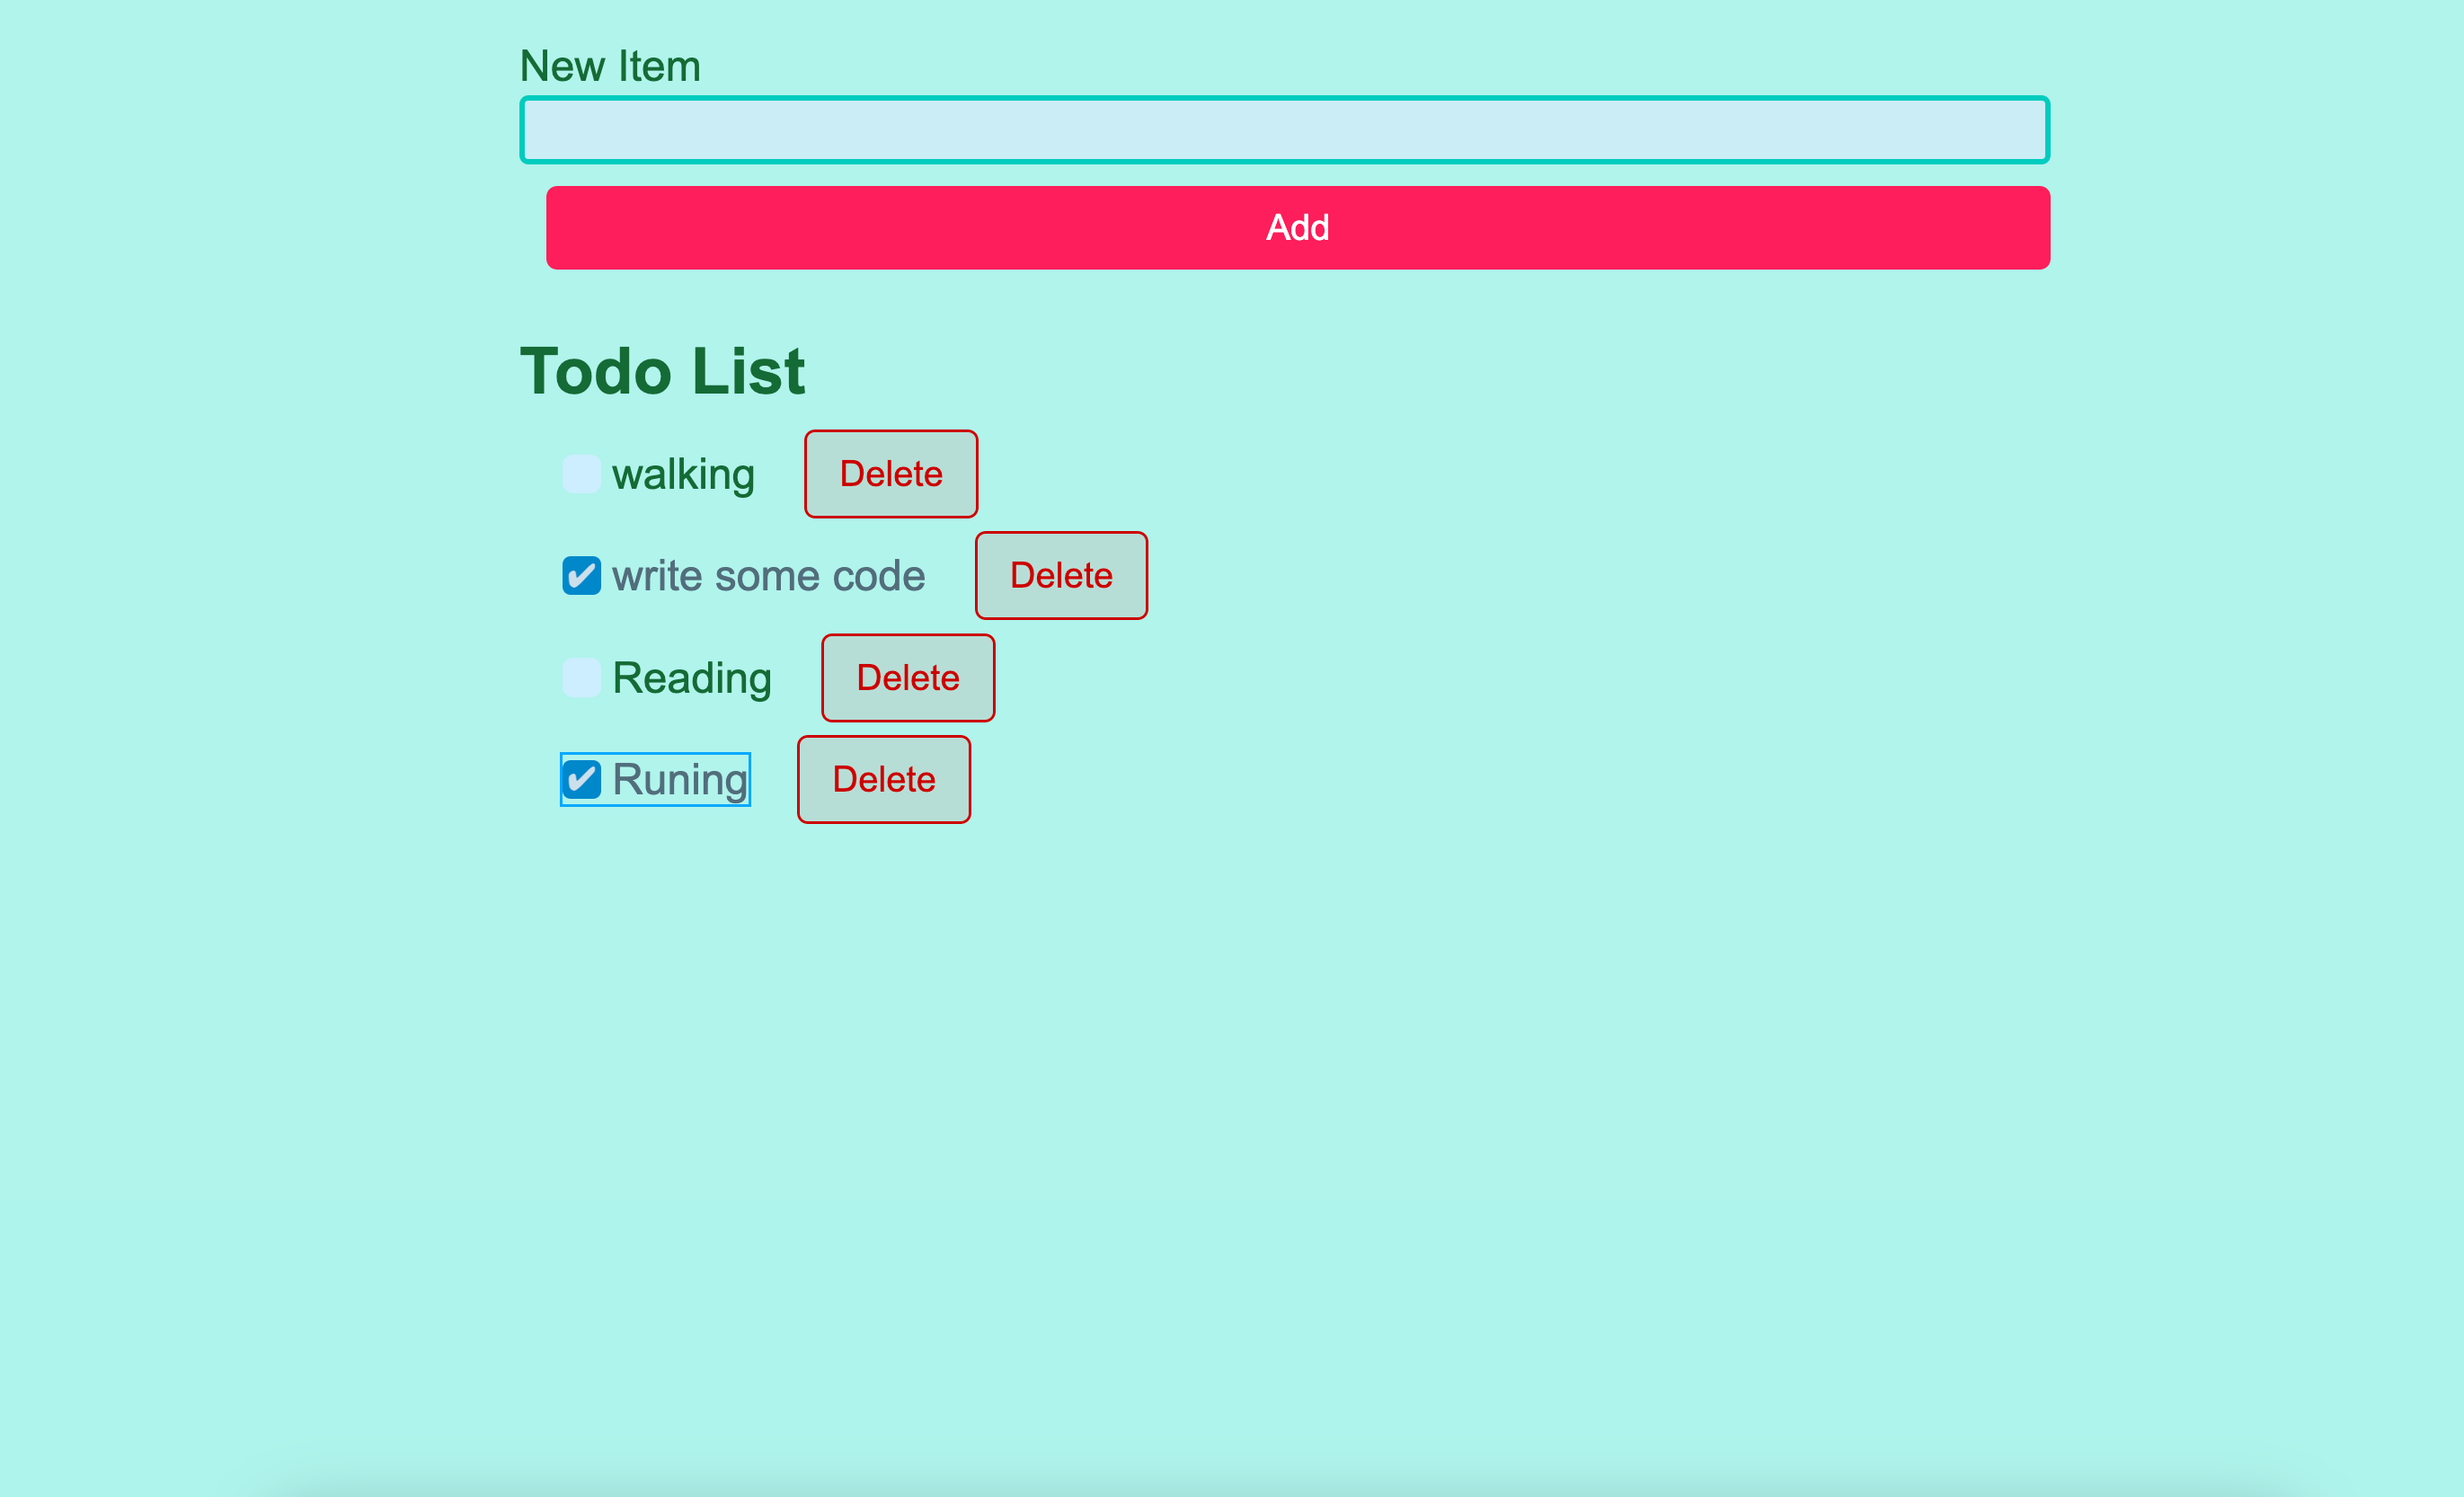 New Item
Add
Todo List
walking Delete
✔ write some code Delete
Reading Delete
✔ Runing Delete